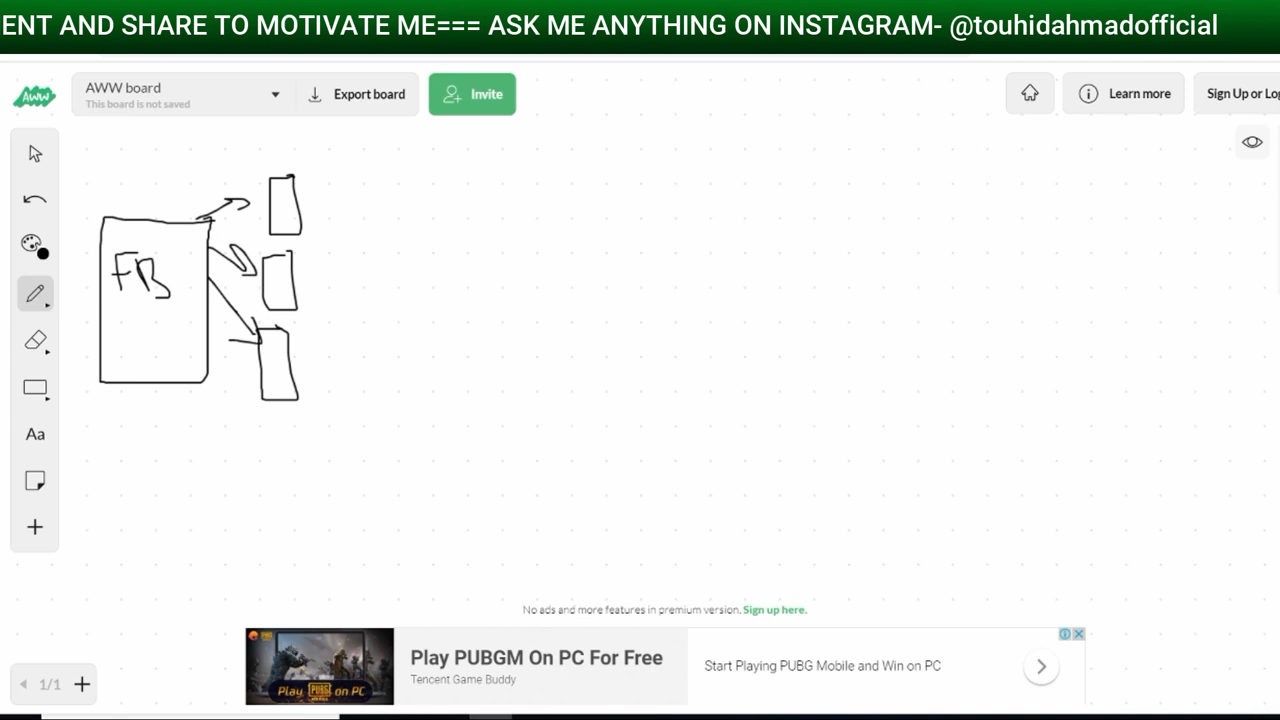 ENT AND SHARE TO MOTIVATE ME=== ASK ME ANYTHING ON INSTAGRAM- @touhidahmadofficial
AWW
AWW board
This board is not saved
Export board
Invite
Learn more
Sign Up or Log
FB
Aa
No ads and more features in premium version. Sign up here.
Play PUBG on PC
Play PUBGM On PC For Free
Tencent Game Buddy
Start Playing PUBG Mobile and Win on PC
1/1